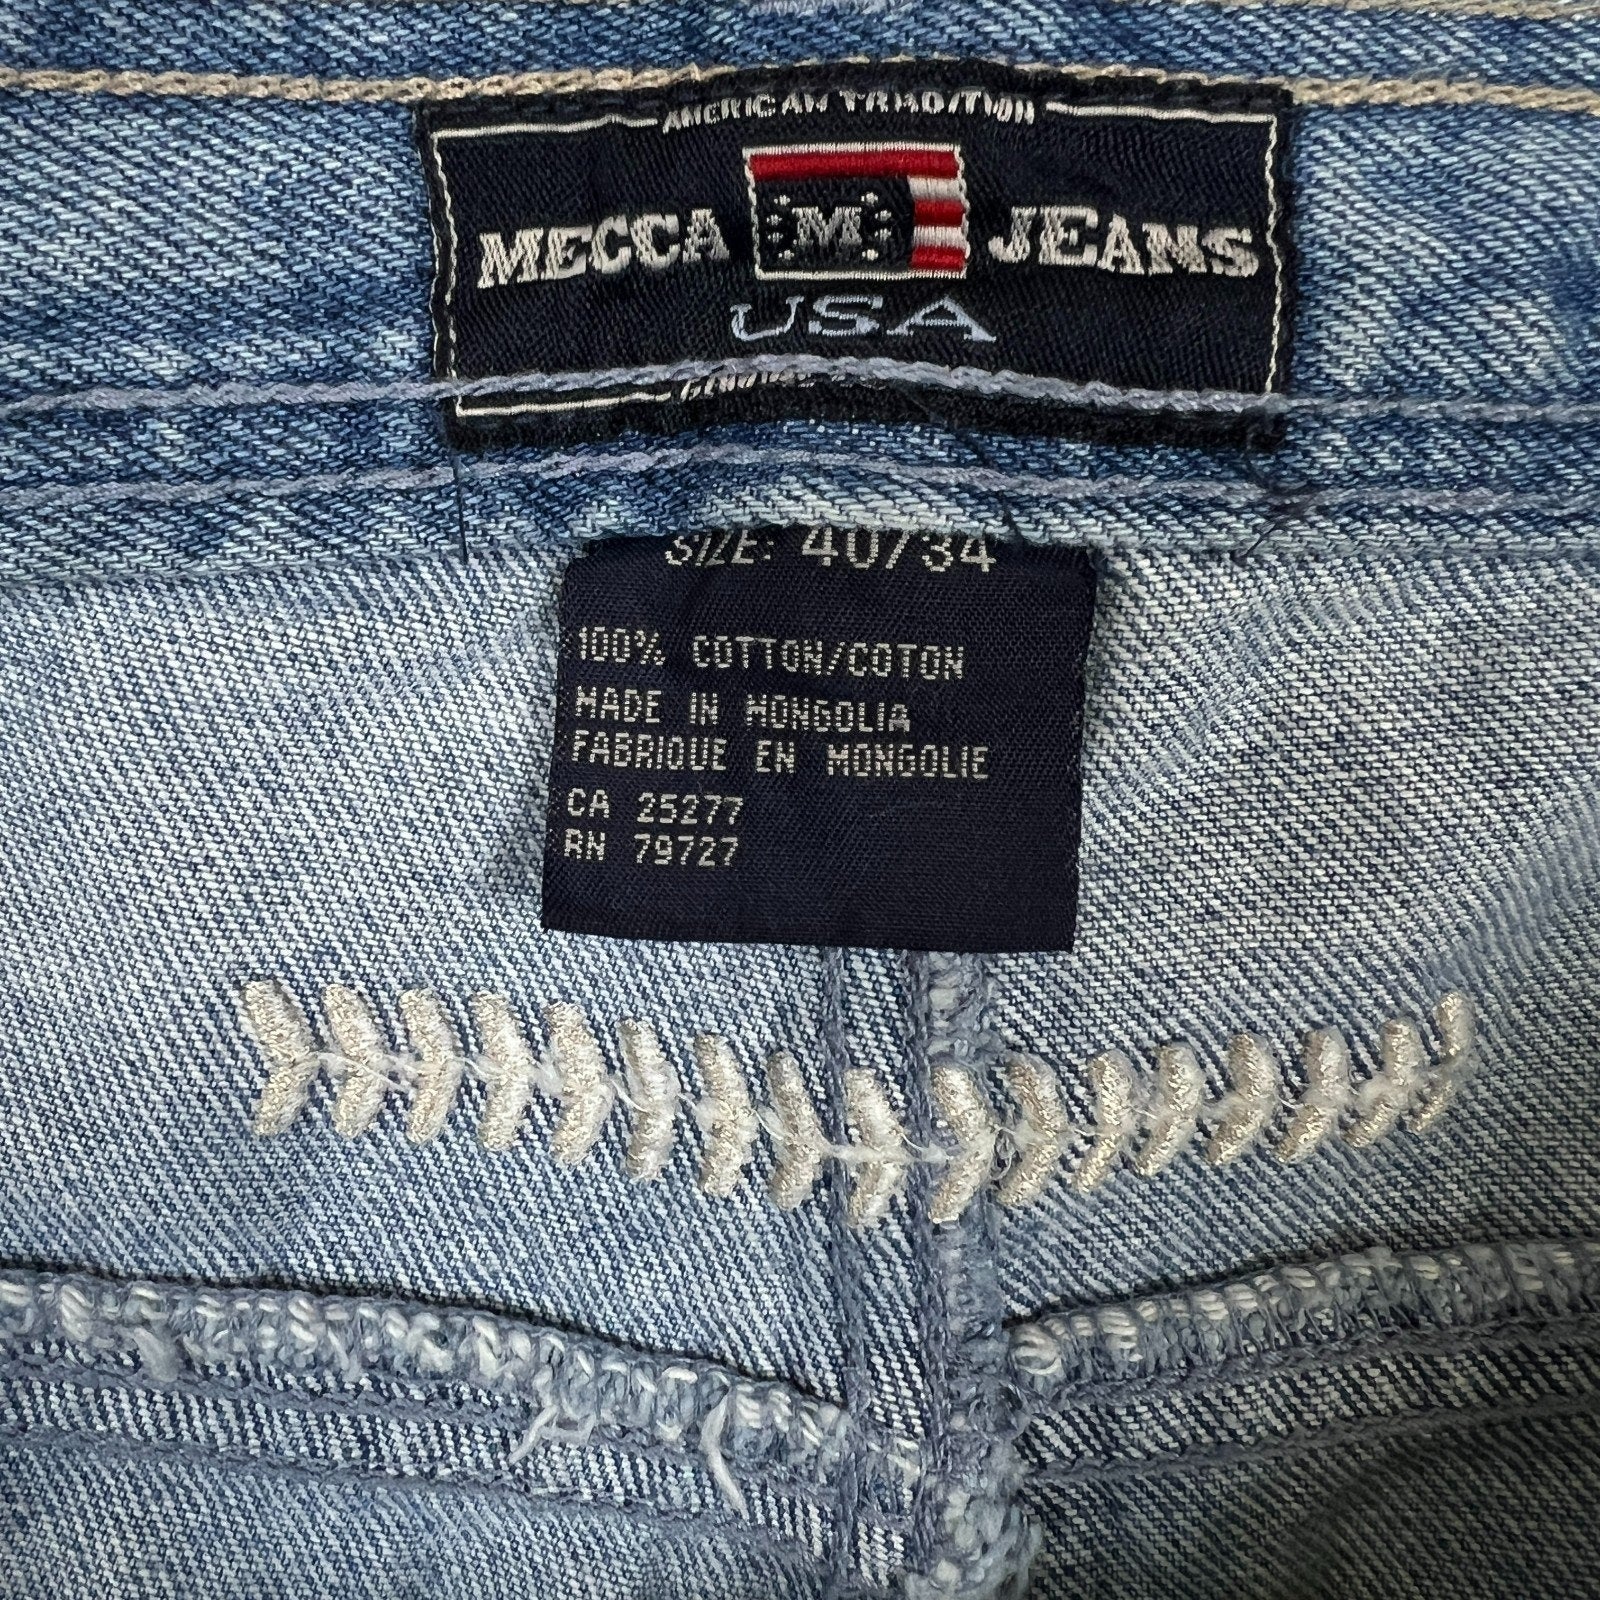 AMERICAN TRADITION
MECCA M JEANS
USA
SIZE: 40/34
100% COTTON/COTON
MADE IN MONGOLIA
FABRIQUE EN MONGOLIE
CA 25277
RN 79727